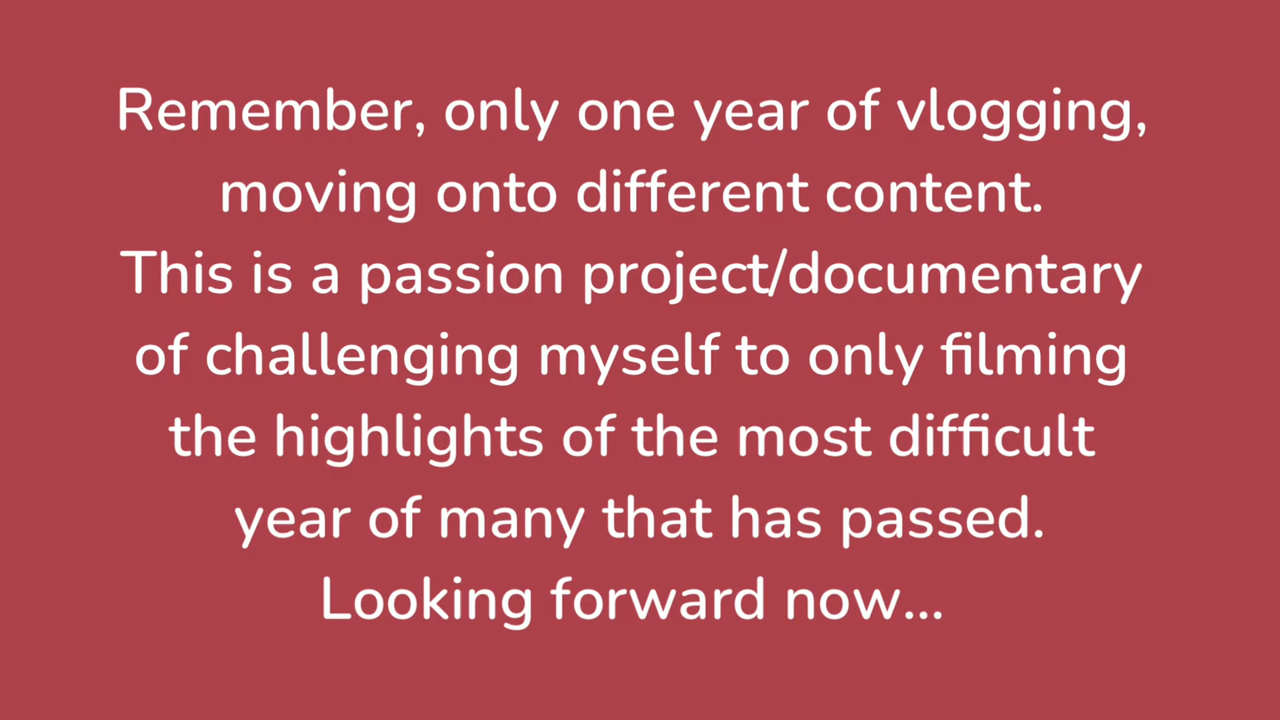 Remember, only one year of vlogging,
moving onto different content.
This is a passion project/documentary
of challenging myself to only filming
the highlights of the most difficult
year of many that has passed.
Looking forward now...